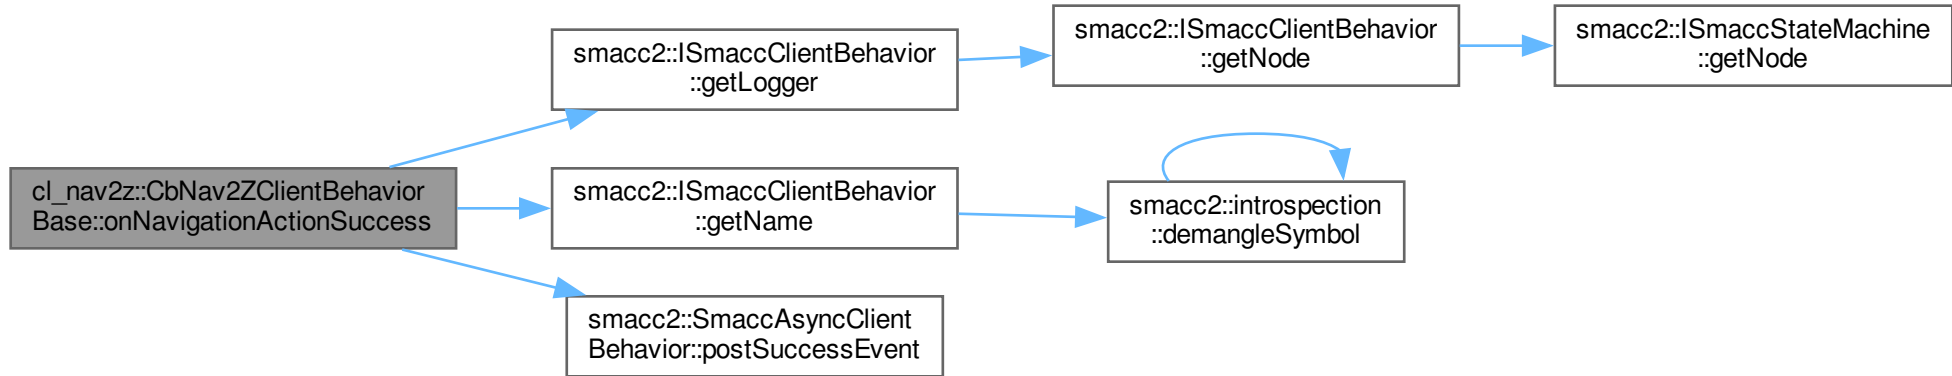 cl_nav2z::CbNav2ZClientBehavior
Base::onNavigationActionSuccess
smacc2::ISmaccClientBehavior
::getLogger
smacc2::ISmaccClientBehavior
::getNode
smacc2::ISmaccStateMachine
::getNode
smacc2::ISmaccClientBehavior
::getName
smacc2::introspection
::demangleSymbol
smacc2::SmaccAsyncClient
Behavior::postSuccessEvent